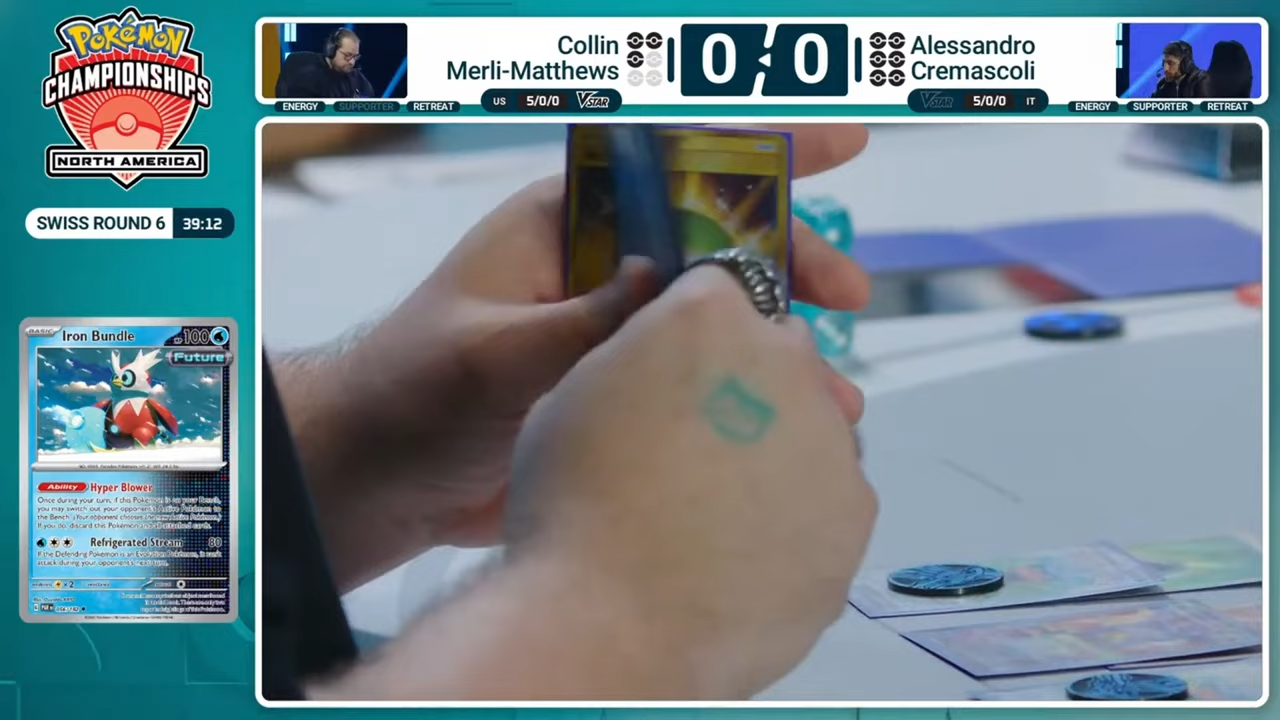 POKéMON
CHAMPIONSHIPS
NORTH AMERICA
SWISS ROUND 6 39:12
Collin
Merli-Matthews
0 0
Alessandro
Cremascoli
ENERGY SUPPORTER RETREAT
US 5/0/0 VSTAR
VSTAR 5/0/0 IT
ENERGY SUPPORTER RETREAT
BASIC Iron Bundle HP100
Future
Ability Hyper Blower
Once during your turn, if this Pokémon is on your Bench,
you may switch out your opponent's Active Pokémon to
the Bench. (Your opponent chooses the new Active Pokémon.)
If you do, discard this Pokémon and all attached cards.
Refrigerated Stream 80
If the Defending Pokémon is an Evolution Pokémon, it can't
attack during your opponent's next turn.